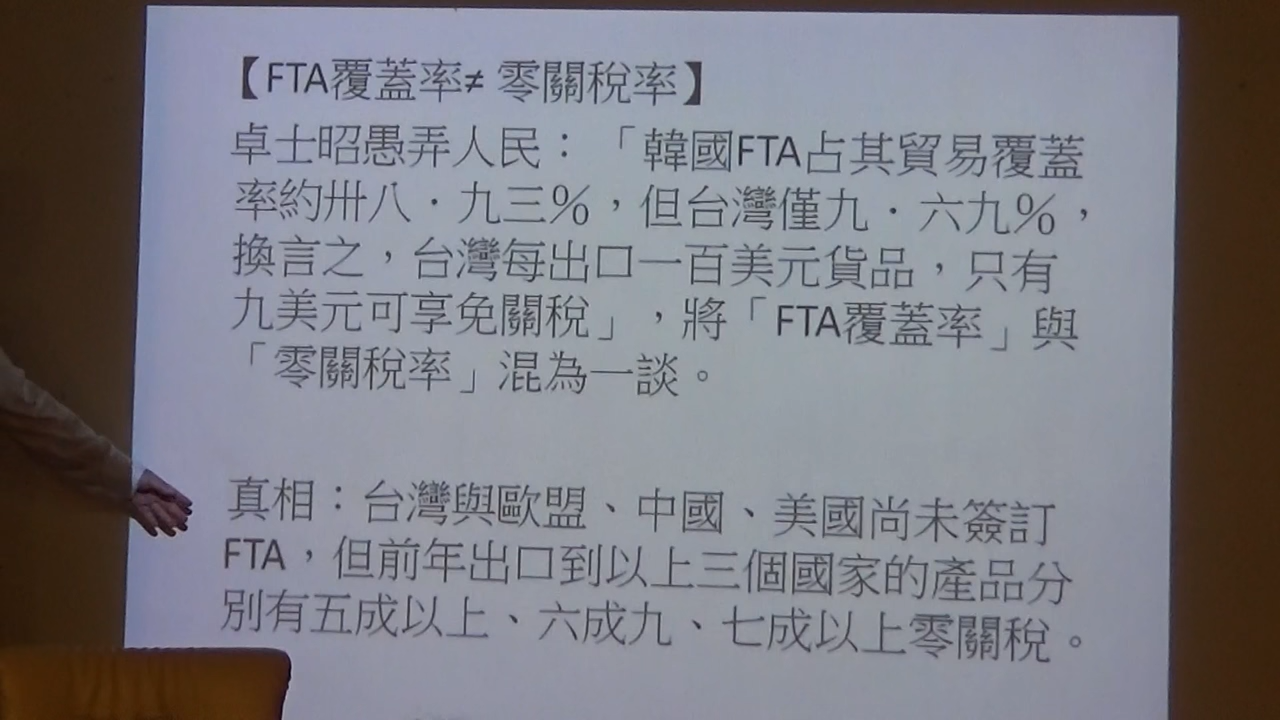 【FTA覆蓋率≠ 零關稅率】
卓士昭愚弄人民：「韓國FTA占其貿易覆蓋
率約卅八．九三%，但台灣僅九．六九%，
換言之，台灣每出口一百美元貨品，只有
九美元可享免關稅」，將「FTA覆蓋率」與
「零關稅率」混為一談。
真相：台灣與歐盟、中國、美國尚未簽訂
FTA，但前年出口到以上三個國家的產品分
別有五成以上、六成九、七成以上零關稅。